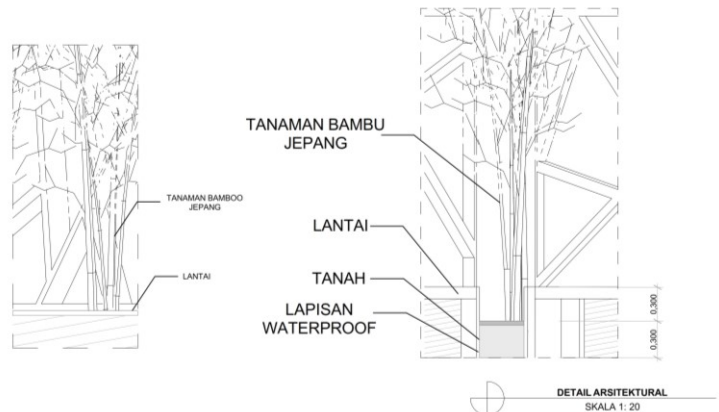 TANAMAN BAMBOO
JEPANG
LANTAI
TANAMAN BAMBU
JEPANG
LANTAI
TANAH
LAPISAN
WATERPROOF
0,300
0,300
DETAIL ARSITEKTURAL
SKALA 1: 20